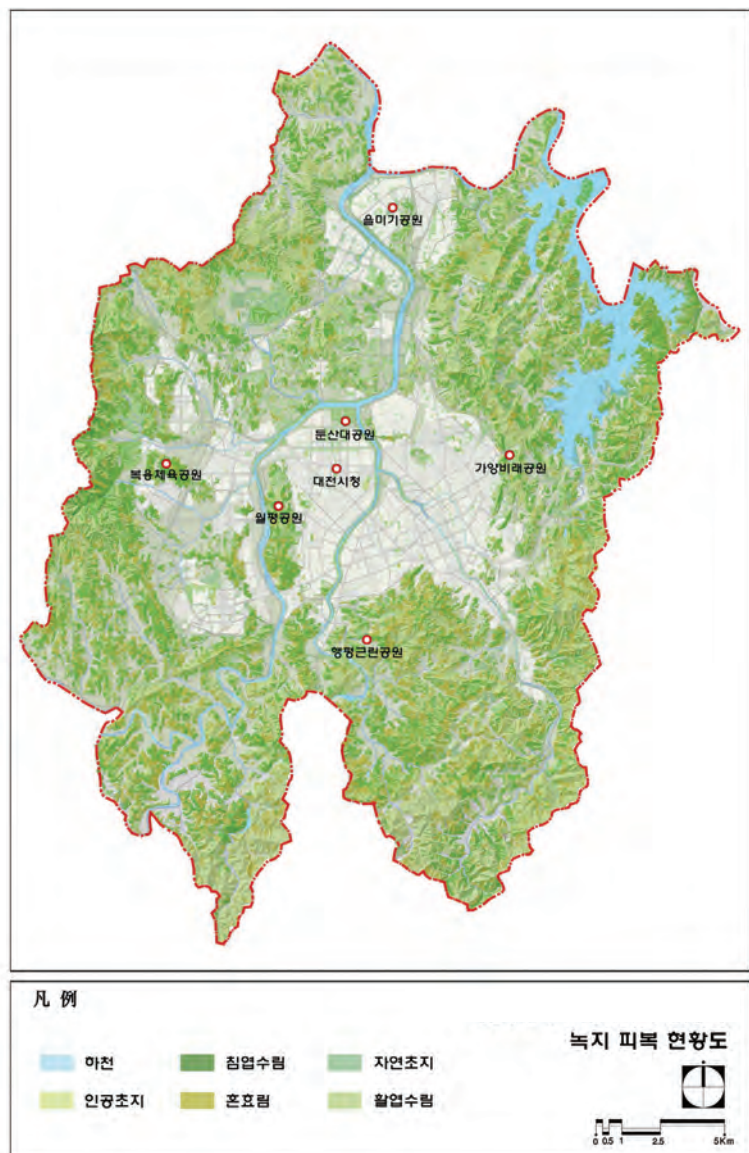 을미기공원
둔산대공원
복용체육공원
대전시청
가양비래공원
월평공원
행평근린공원
凡 例
녹지 피복 현황도
하천
침엽수림
자연초지
인공초지
혼효림
활엽수림
0 0.5 1 2.5 5Km